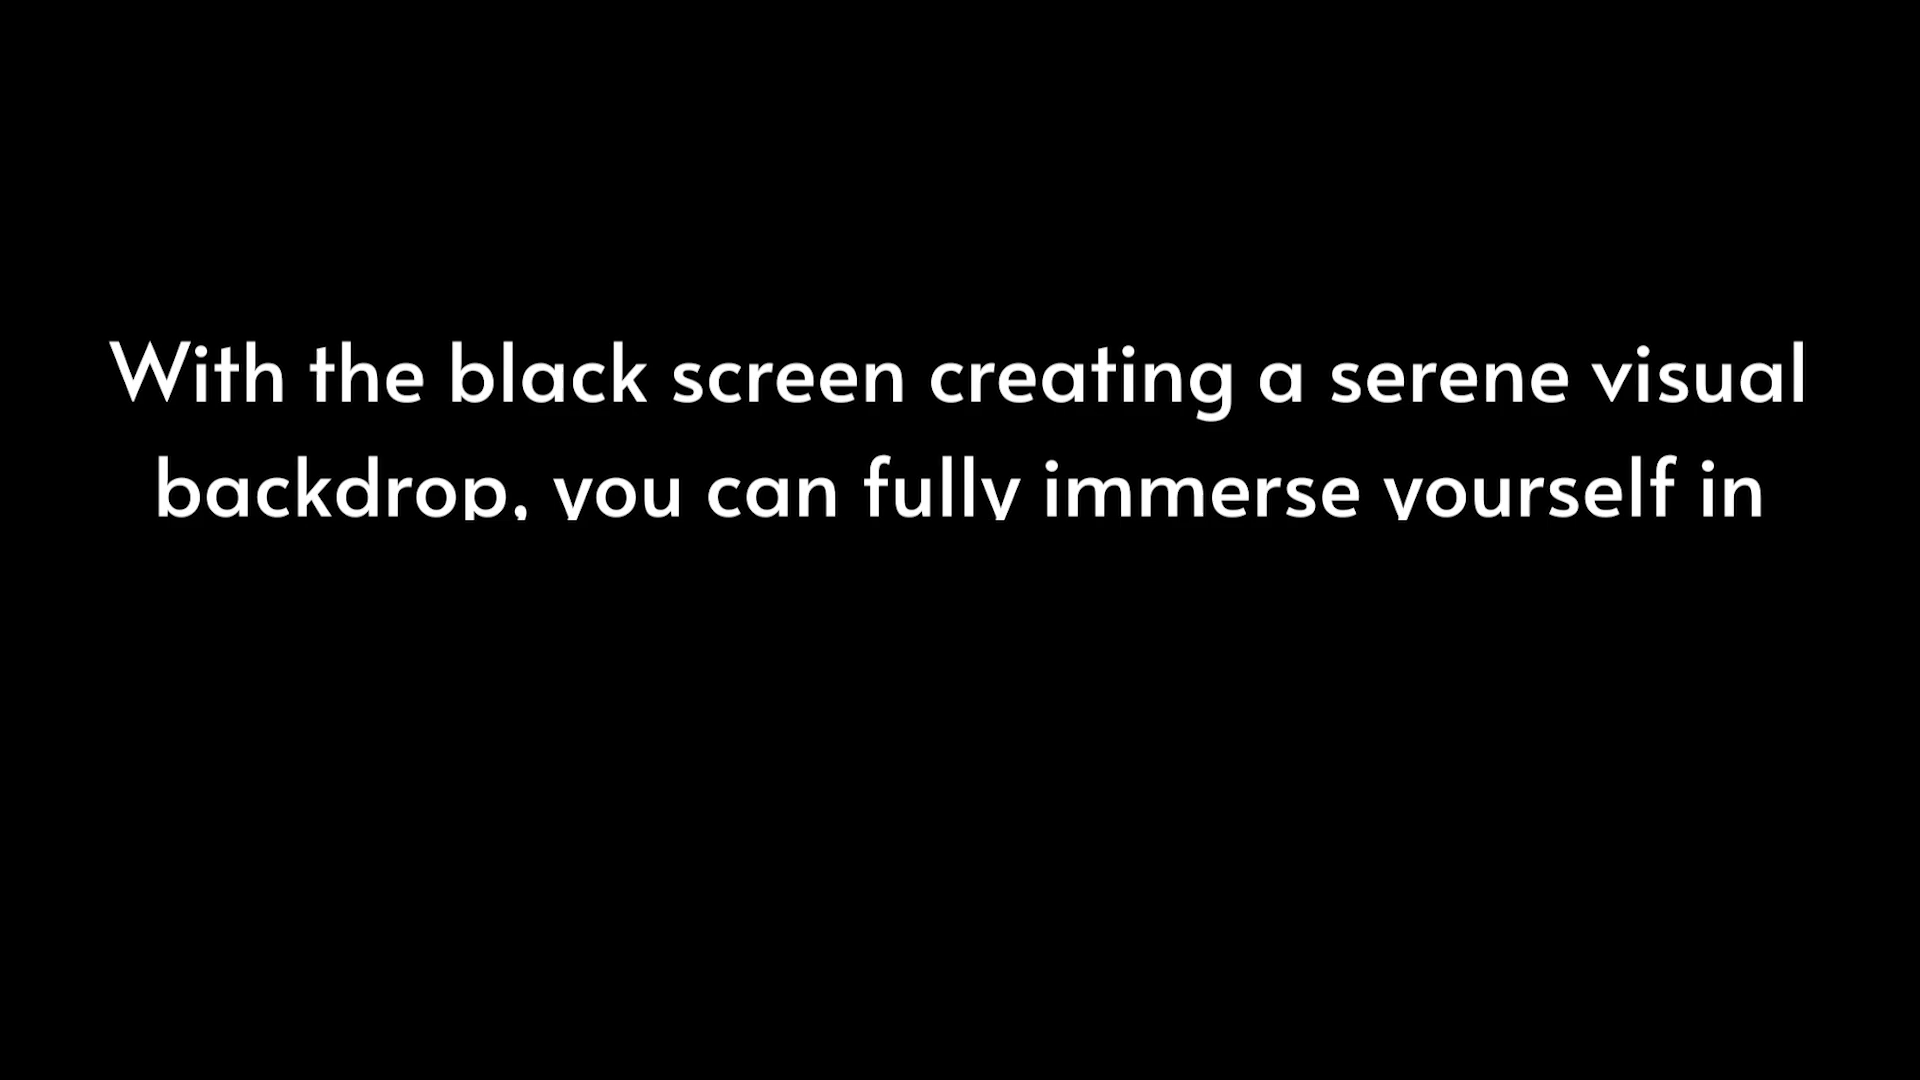 With the black screen creating a serene visual
backdrop, you can fully immerse yourself in